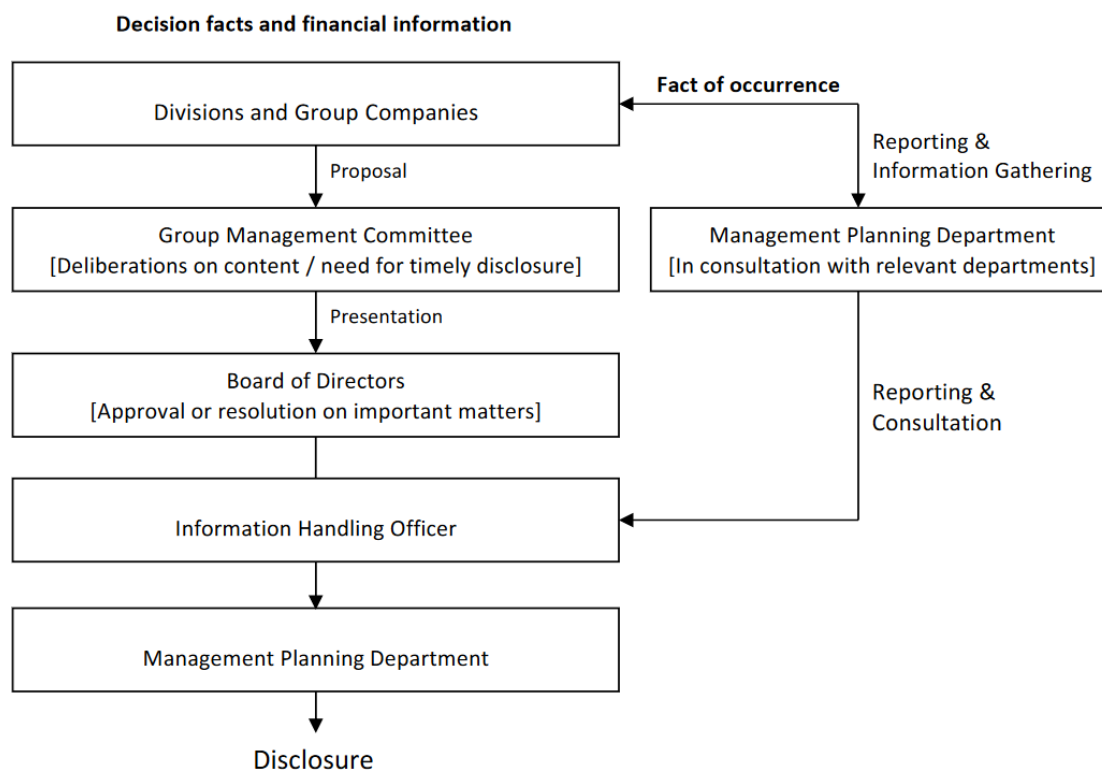 Decision facts and financial information
Divisions and Group Companies
Fact of occurrence
Reporting &
Information Gathering
Proposal
Group Management Committee
[Deliberations on content / need for timely disclosure]
Management Planning Department
[In consultation with relevant departments]
Presentation
Board of Directors
[Approval or resolution on important matters]
Reporting &
Consultation
Information Handling Officer
Management Planning Department
Disclosure